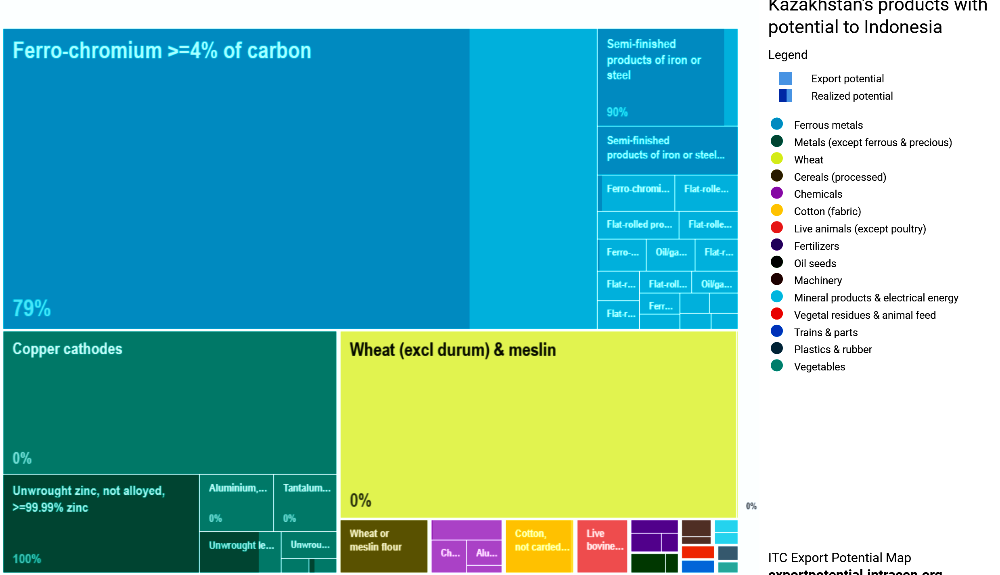 Kazakhstan's products with
potential to Indonesia
Legend
Export potential
Realized potential
Ferrous metals
Metals (except ferrous & precious)
Wheat
Cereals (processed)
Chemicals
Cotton (fabric)
Live animals (except poultry)
Fertilizers
Oil seeds
Machinery
Mineral products & electrical energy
Vegetal residues & animal feed
Trains & parts
Plastics & rubber
Vegetables
Ferro-chromium >=4% of carbon
79%
Semi-finished
products of iron or
steel
90%
Semi-finished
products of iron or steel...
Ferro-chromi...
Flat-rolle...
Flat-rolled pro...
Flat-rolle...
Ferro-...
Oil/ga...
Flat-r...
Flat-r...
Flat-roll...
Oil/ga...
Ferr...
Flat-r...
Copper cathodes
0%
Unwrought zinc, not alloyed,
>=99.99% zinc
100%
Aluminium,...
0%
Tantalum...
0%
Unwrought le...
Unwrou...
Wheat (excl durum) & meslin
0%
0%
Wheat or
meslin flour
Ch...
Alu...
Cotton,
not carded...
Live
bovine...
ITC Export Potential Map
exportpotential.intracen.org